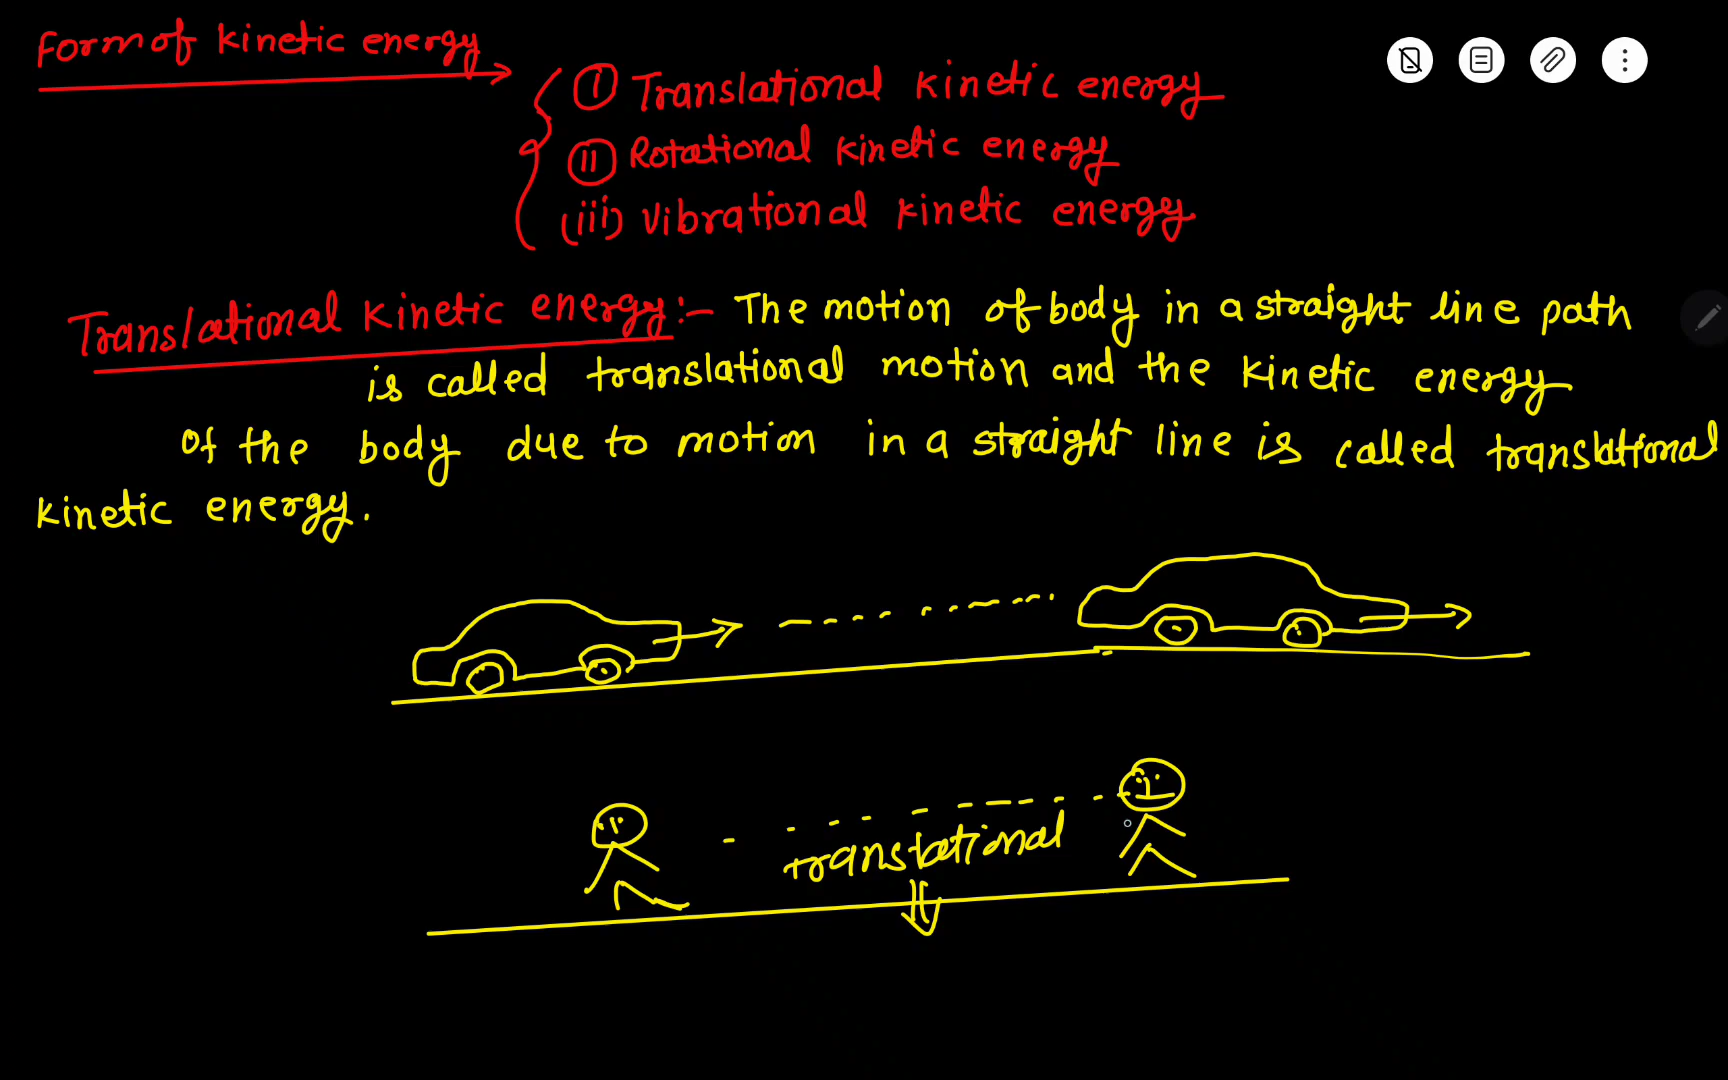 Form of kinetic energy
(i) Translational kinetic energy
(ii) Rotational kinetic energy
(iii) vibrational kinetic energy
Translational kinetic energy:- The motion of body in a straight line path
is called translational motion and the kinetic energy
of the body due to motion in a straight line is called translational
kinetic energy.
translational